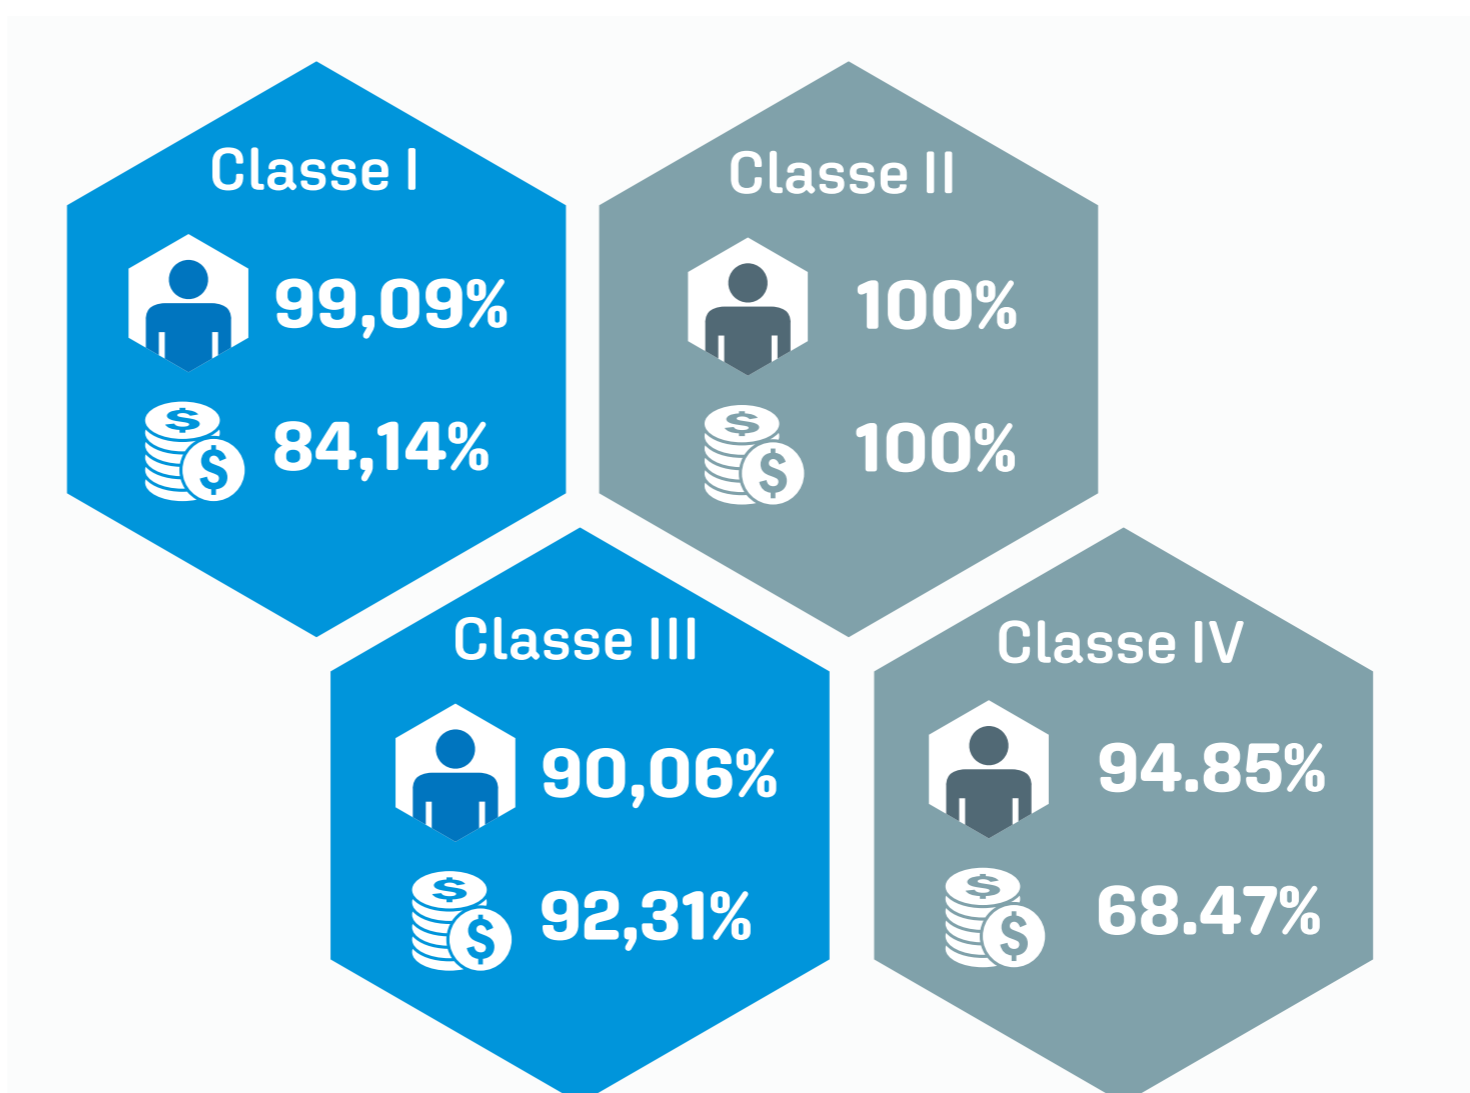 Classe I
99,09%
84,14%
Classe II
100%
100%
Classe III
90,06%
92,31%
Classe IV
94.85%
68.47%